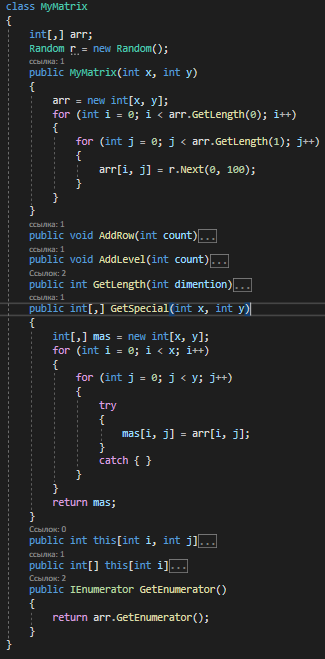 class MyMatrix
{
int[,] arr;
Random r = new Random();
ссылка: 1
public MyMatrix(int x, int y)
{
arr = new int[x, y];
for (int i = 0; i < arr.GetLength(0); i++)
{
for (int j = 0; j < arr.GetLength(1); j++)
{
arr[i, j] = r.Next(0, 100);
}
}
}
ссылка: 1
public void AddRow(int count)...
ссылка: 1
public void AddLevel(int count)...
Ссылок: 2
public int GetLength(int dimention)...
ссылка: 1
public int[,] GetSpecial(int x, int y)
{
int[,] mas = new int[x, y];
for (int i = 0; i < x; i++)
{
for (int j = 0; j < y; j++)
{
try
{
mas[i, j] = arr[i, j];
}
catch { }
}
}
return mas;
}
Ссылок: 0
public int this[int i, int j]...
ссылка: 1
public int[] this[int i]...
Ссылок: 2
public IEnumerator GetEnumerator()
{
return arr.GetEnumerator();
}
}